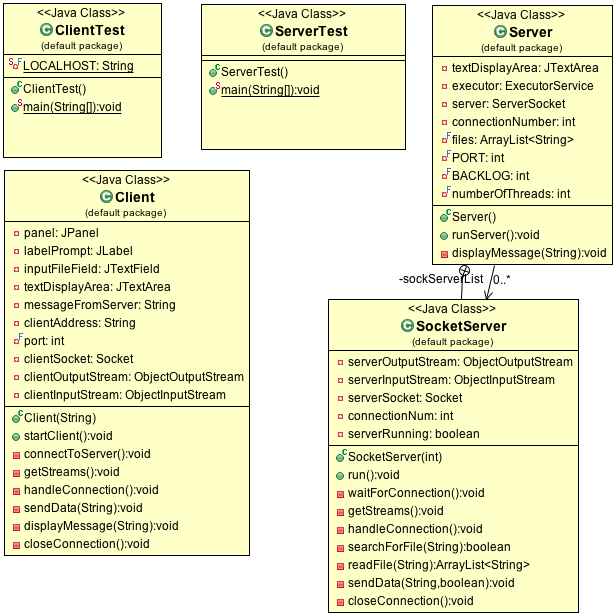 <<Java Class>>
ClientTest
(default package)
LOCALHOST: String
ClientTest()
main(String[]):void
<<Java Class>>
ServerTest
(default package)
ServerTest()
main(String[]):void
<<Java Class>>
Server
(default package)
textDisplayArea: JTextArea
executor: ExecutorService
server: ServerSocket
connectionNumber: int
files: ArrayList<String>
PORT: int
BACKLOG: int
numberOfThreads: int
Server()
runServer():void
displayMessage(String):void
<<Java Class>>
Client
(default package)
panel: JPanel
labelPrompt: JLabel
inputFileField: JTextField
textDisplayArea: JTextArea
messageFromServer: String
clientAddress: String
port: int
clientSocket: Socket
clientOutputStream: ObjectOutputStream
clientInputStream: ObjectInputStream
Client(String)
startClient():void
connectToServer():void
getStreams():void
handleConnection():void
sendData(String):void
displayMessage(String):void
closeConnection():void
-sockServerList
0..*
<<Java Class>>
SocketServer
(default package)
serverOutputStream: ObjectOutputStream
serverInputStream: ObjectInputStream
serverSocket: Socket
connectionNum: int
serverRunning: boolean
SocketServer(int)
run():void
waitForConnection():void
getStreams():void
handleConnection():void
searchForFile(String):boolean
readFile(String):ArrayList<String>
sendData(String,boolean):void
closeConnection():void